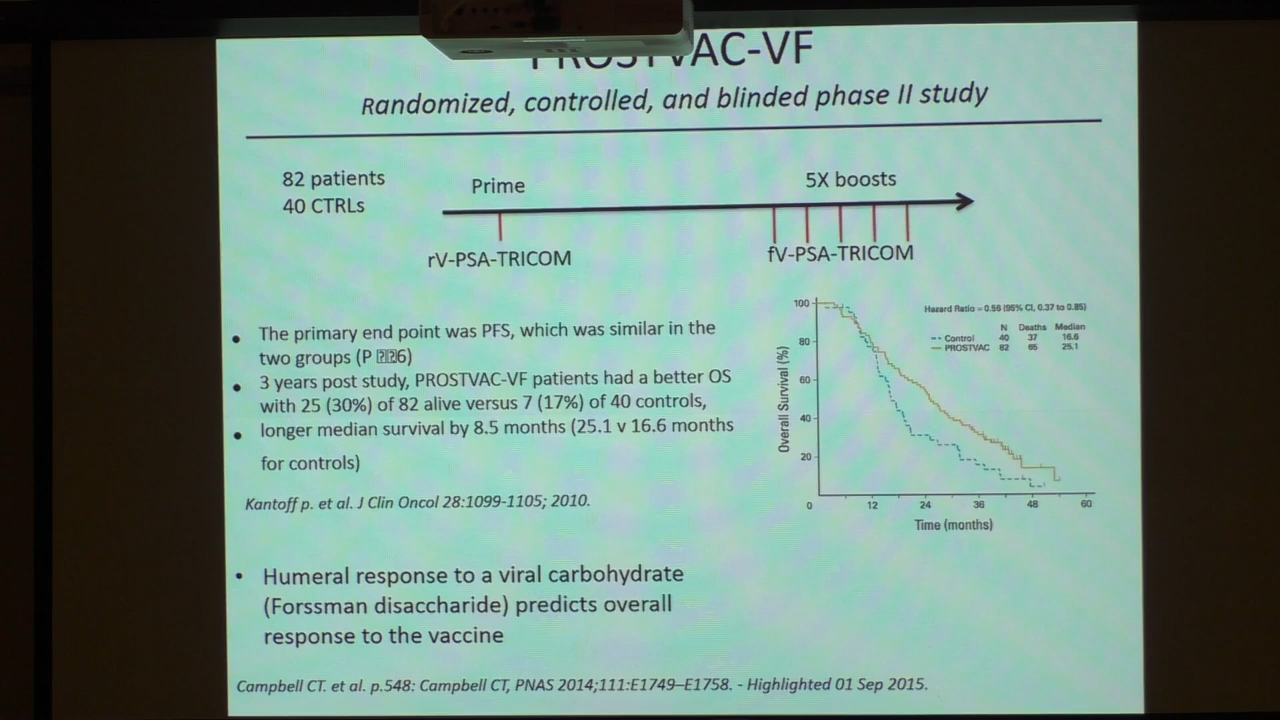 PROSTVAC-VF
Randomized, controlled, and blinded phase II study
82 patients
40 CTRLs
Prime
5X boosts
rV-PSA-TRICOM
fV-PSA-TRICOM
• The primary end point was PFS, which was similar in the
two groups (P 􀀀􀀀6)
• 3 years post study, PROSTVAC-VF patients had a better OS
with 25 (30%) of 82 alive versus 7 (17%) of 40 controls,
• longer median survival by 8.5 months (25.1 v 16.6 months
for controls)
Kantoff p. et al. J Clin Oncol 28:1099-1105; 2010.
Hazard Ratio = 0.56 (95% CI, 0.37 to 0.85)
N Deaths Median
Control 40 37 16.6
PROSTVAC 82 65 25.1
Overall Survival (%)
100
80
60
40
20
0 12 24 36 48 60
Time (months)
• Humeral response to a viral carbohydrate
(Forssman disaccharide) predicts overall
response to the vaccine
Campbell CT. et al. p.548: Campbell CT, PNAS 2014;111:E1749–E1758. - Highlighted 01 Sep 2015.